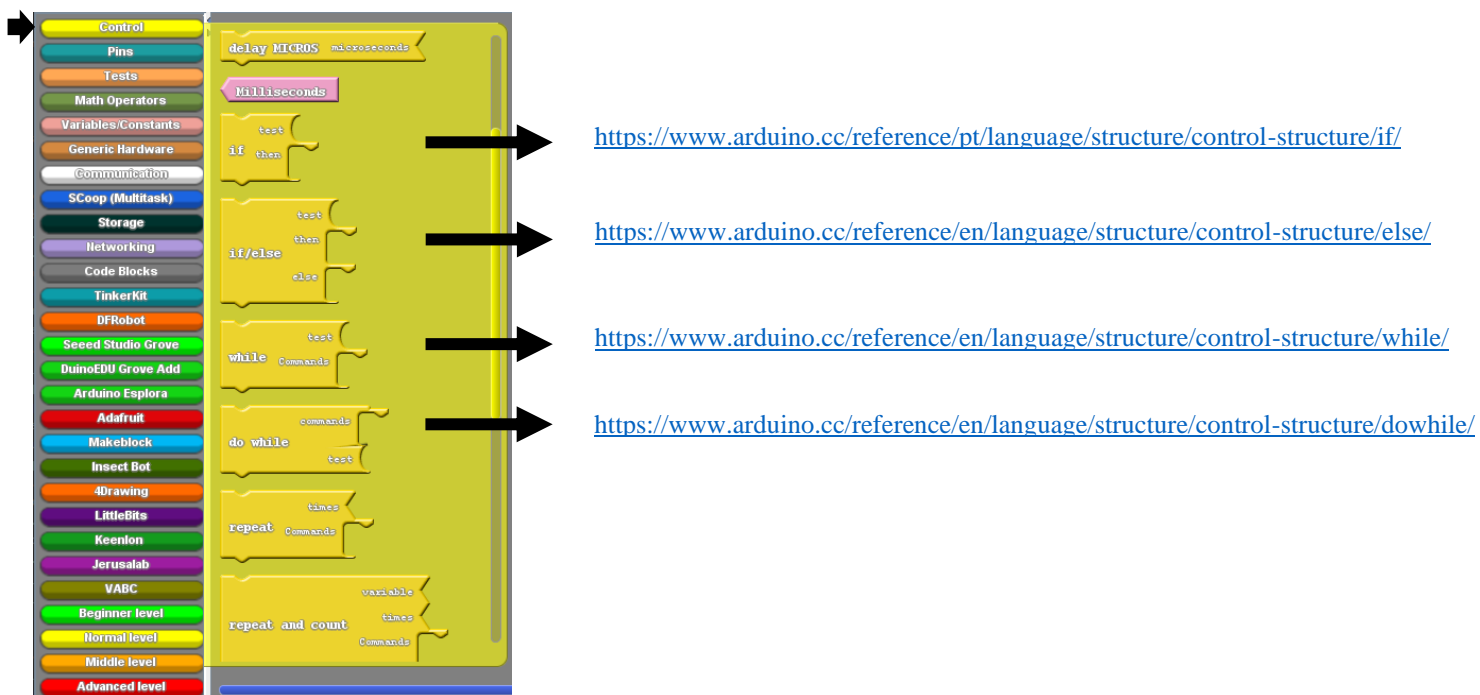 Control
Pins
Tests
Math Operators
Variables/Constants
Generic Hardware
Communication
SCoop (Multitask)
Storage
Networking
Code Blocks
TinkerKit
DFRobot
Seeed Studio Grove
DuinoEDU Grove Add
Arduino Esplora
Adafruit
Makeblock
Insect Bot
4Drawing
LittleBits
Keenlon
Jerusalab
VABC
Beginner level
Normal level
Middle level
Advanced level
delay MICROS microseconds
Milliseconds
test
if then
test
then
if/else
else
test
while Commands
commands
do while
test
times
repeat Commands
variable
times
repeat and count
Commands
https://www.arduino.cc/reference/pt/language/structure/control-structure/if/
https://www.arduino.cc/reference/en/language/structure/control-structure/else/
https://www.arduino.cc/reference/en/language/structure/control-structure/while/
https://www.arduino.cc/reference/en/language/structure/control-structure/dowhile/